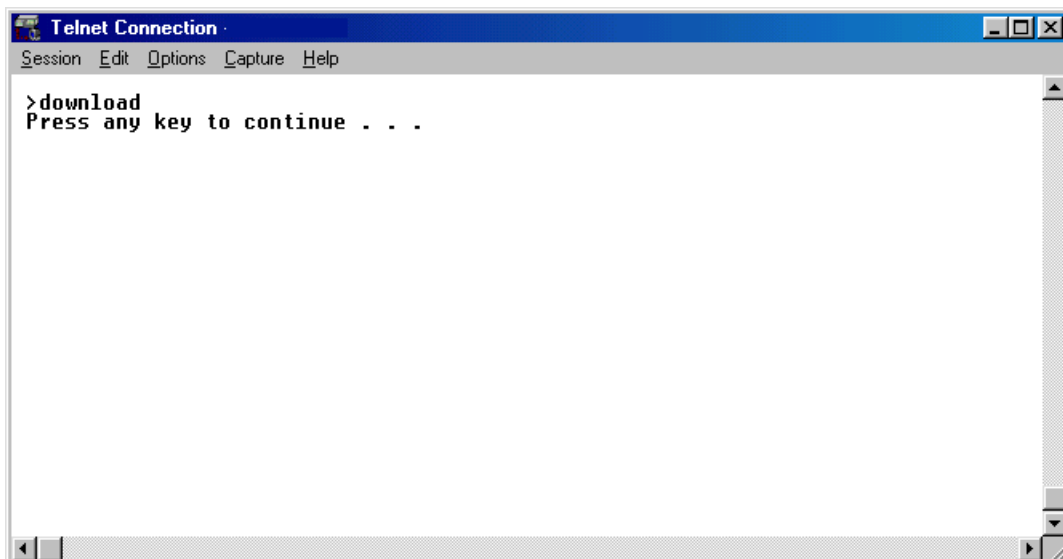 Telnet Connection -
Session Edit Options Capture Help
>download
Press any key to continue . . .